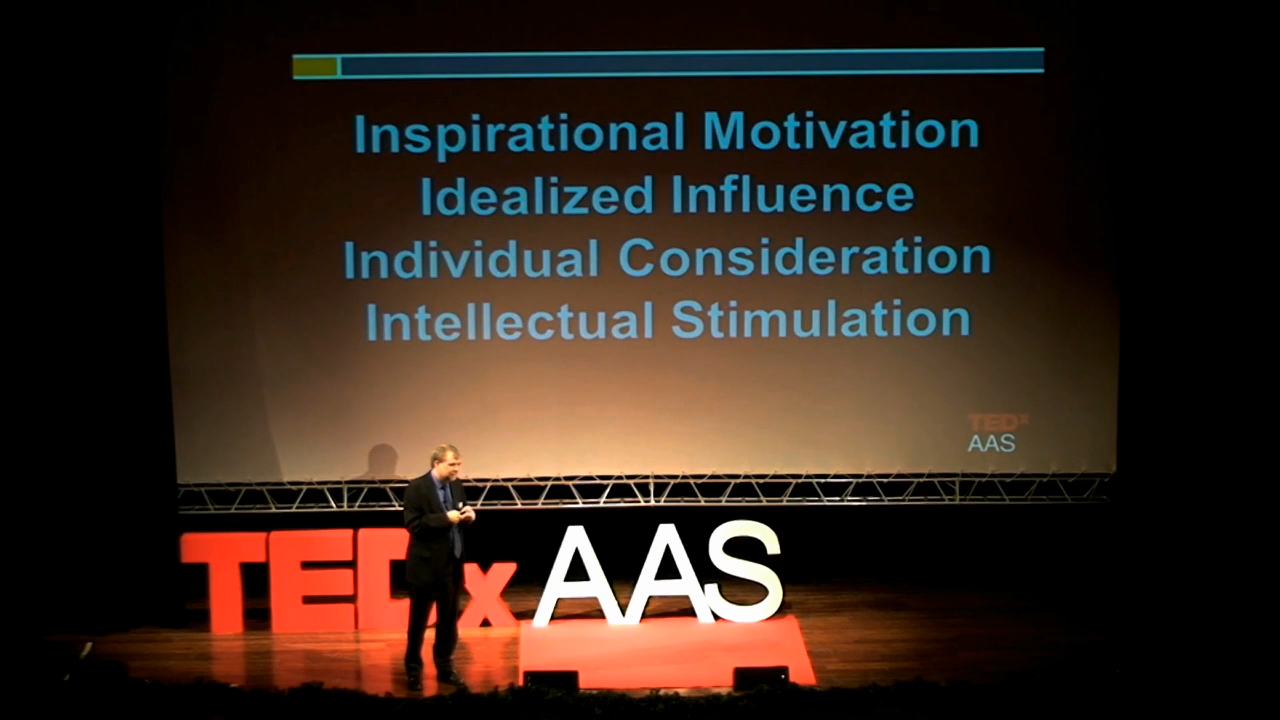 Inspirational Motivation
Idealized Influence
Individual Consideration
Intellectual Stimulation
TEDx
AAS
TEDx AAS